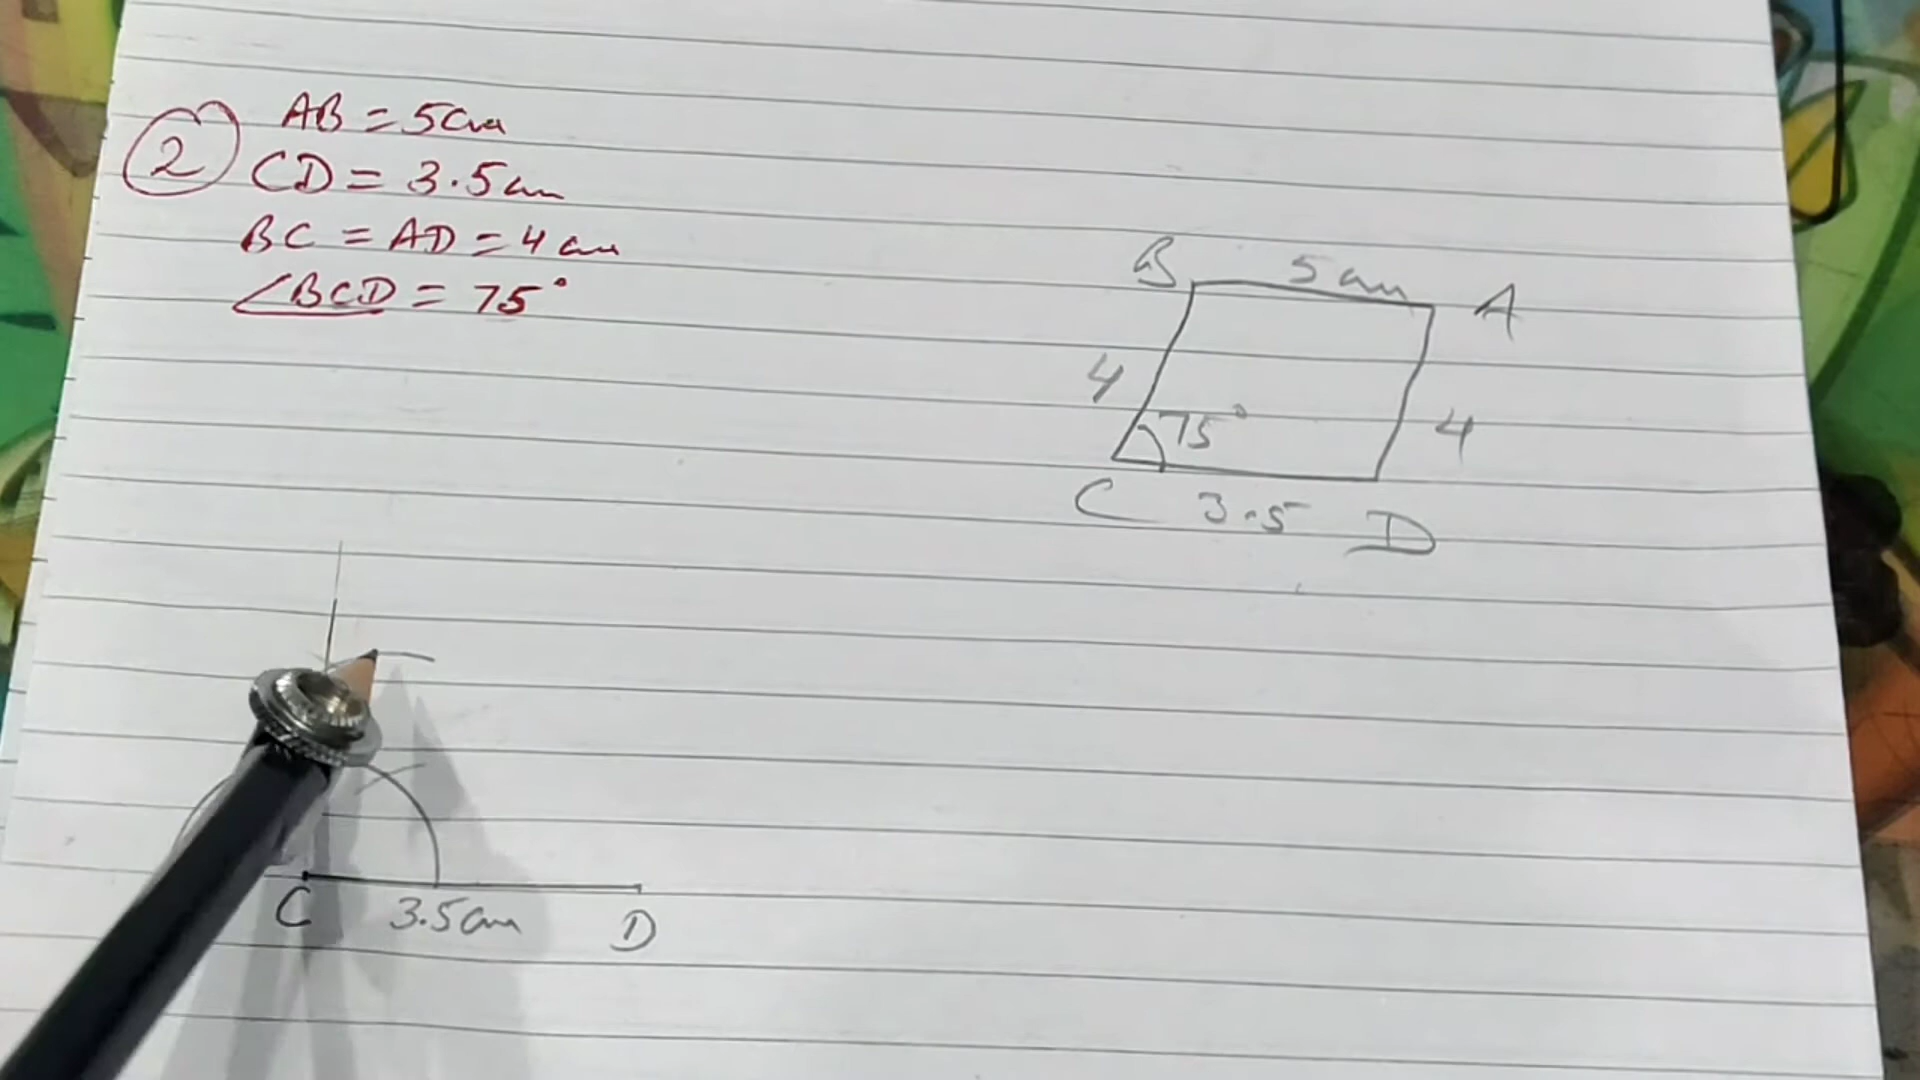 2
AB = 5cm
CD = 3.5cm
BC = AD = 4cm
∠BCD = 75°
B 5cm A
4 75° 4
C 3.5 D
C 3.5cm D